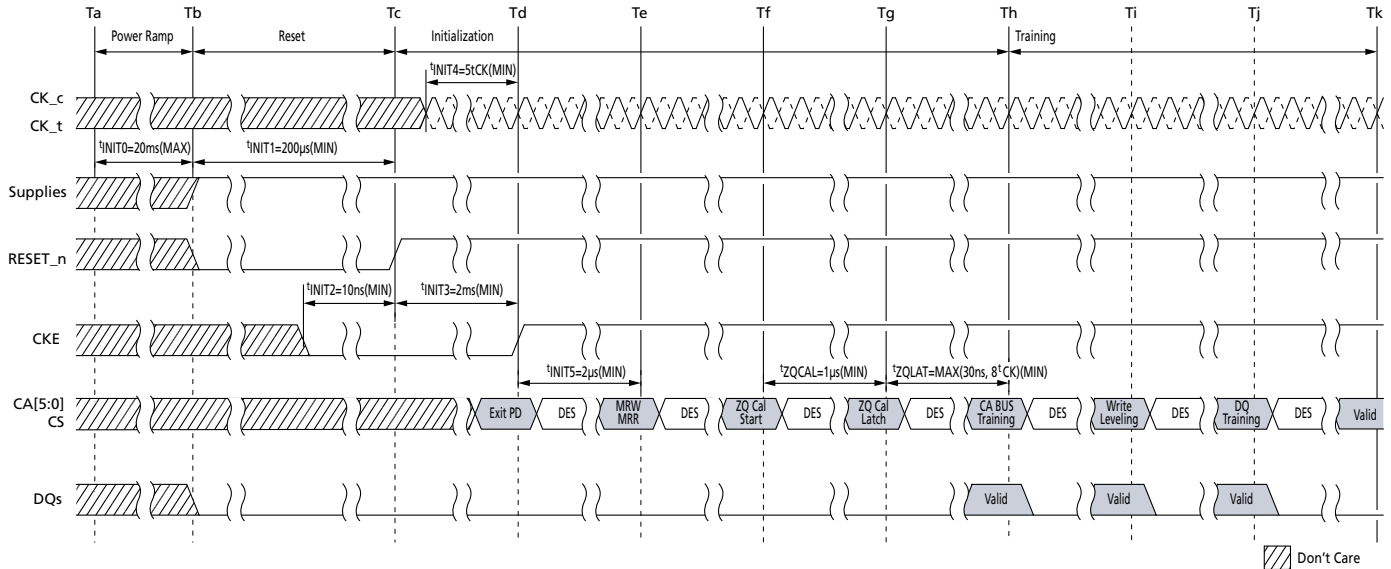 Ta Tb Tc Td Te Tf Tg Th Ti Tj Tk
Power Ramp Reset Initialization Training
tINIT4=5tCK(MIN)
CK_c
CK_t
tINIT0=20ms(MAX) tINIT1=200μs(MIN)
Supplies
RESET_n
tINIT2=10ns(MIN) tINIT3=2ms(MIN)
CKE
tINIT5=2μs(MIN) tZQCAL=1μs(MIN) tZQLAT=MAX(30ns, 8tCK)(MIN)
CA[5:0]
CS
Exit PD DES MRW MRR DES ZQ Cal Start DES ZQ Cal Latch DES CA BUS Training DES Write Leveling DES DQ Training DES Valid
DQs Valid Valid Valid
Don't Care